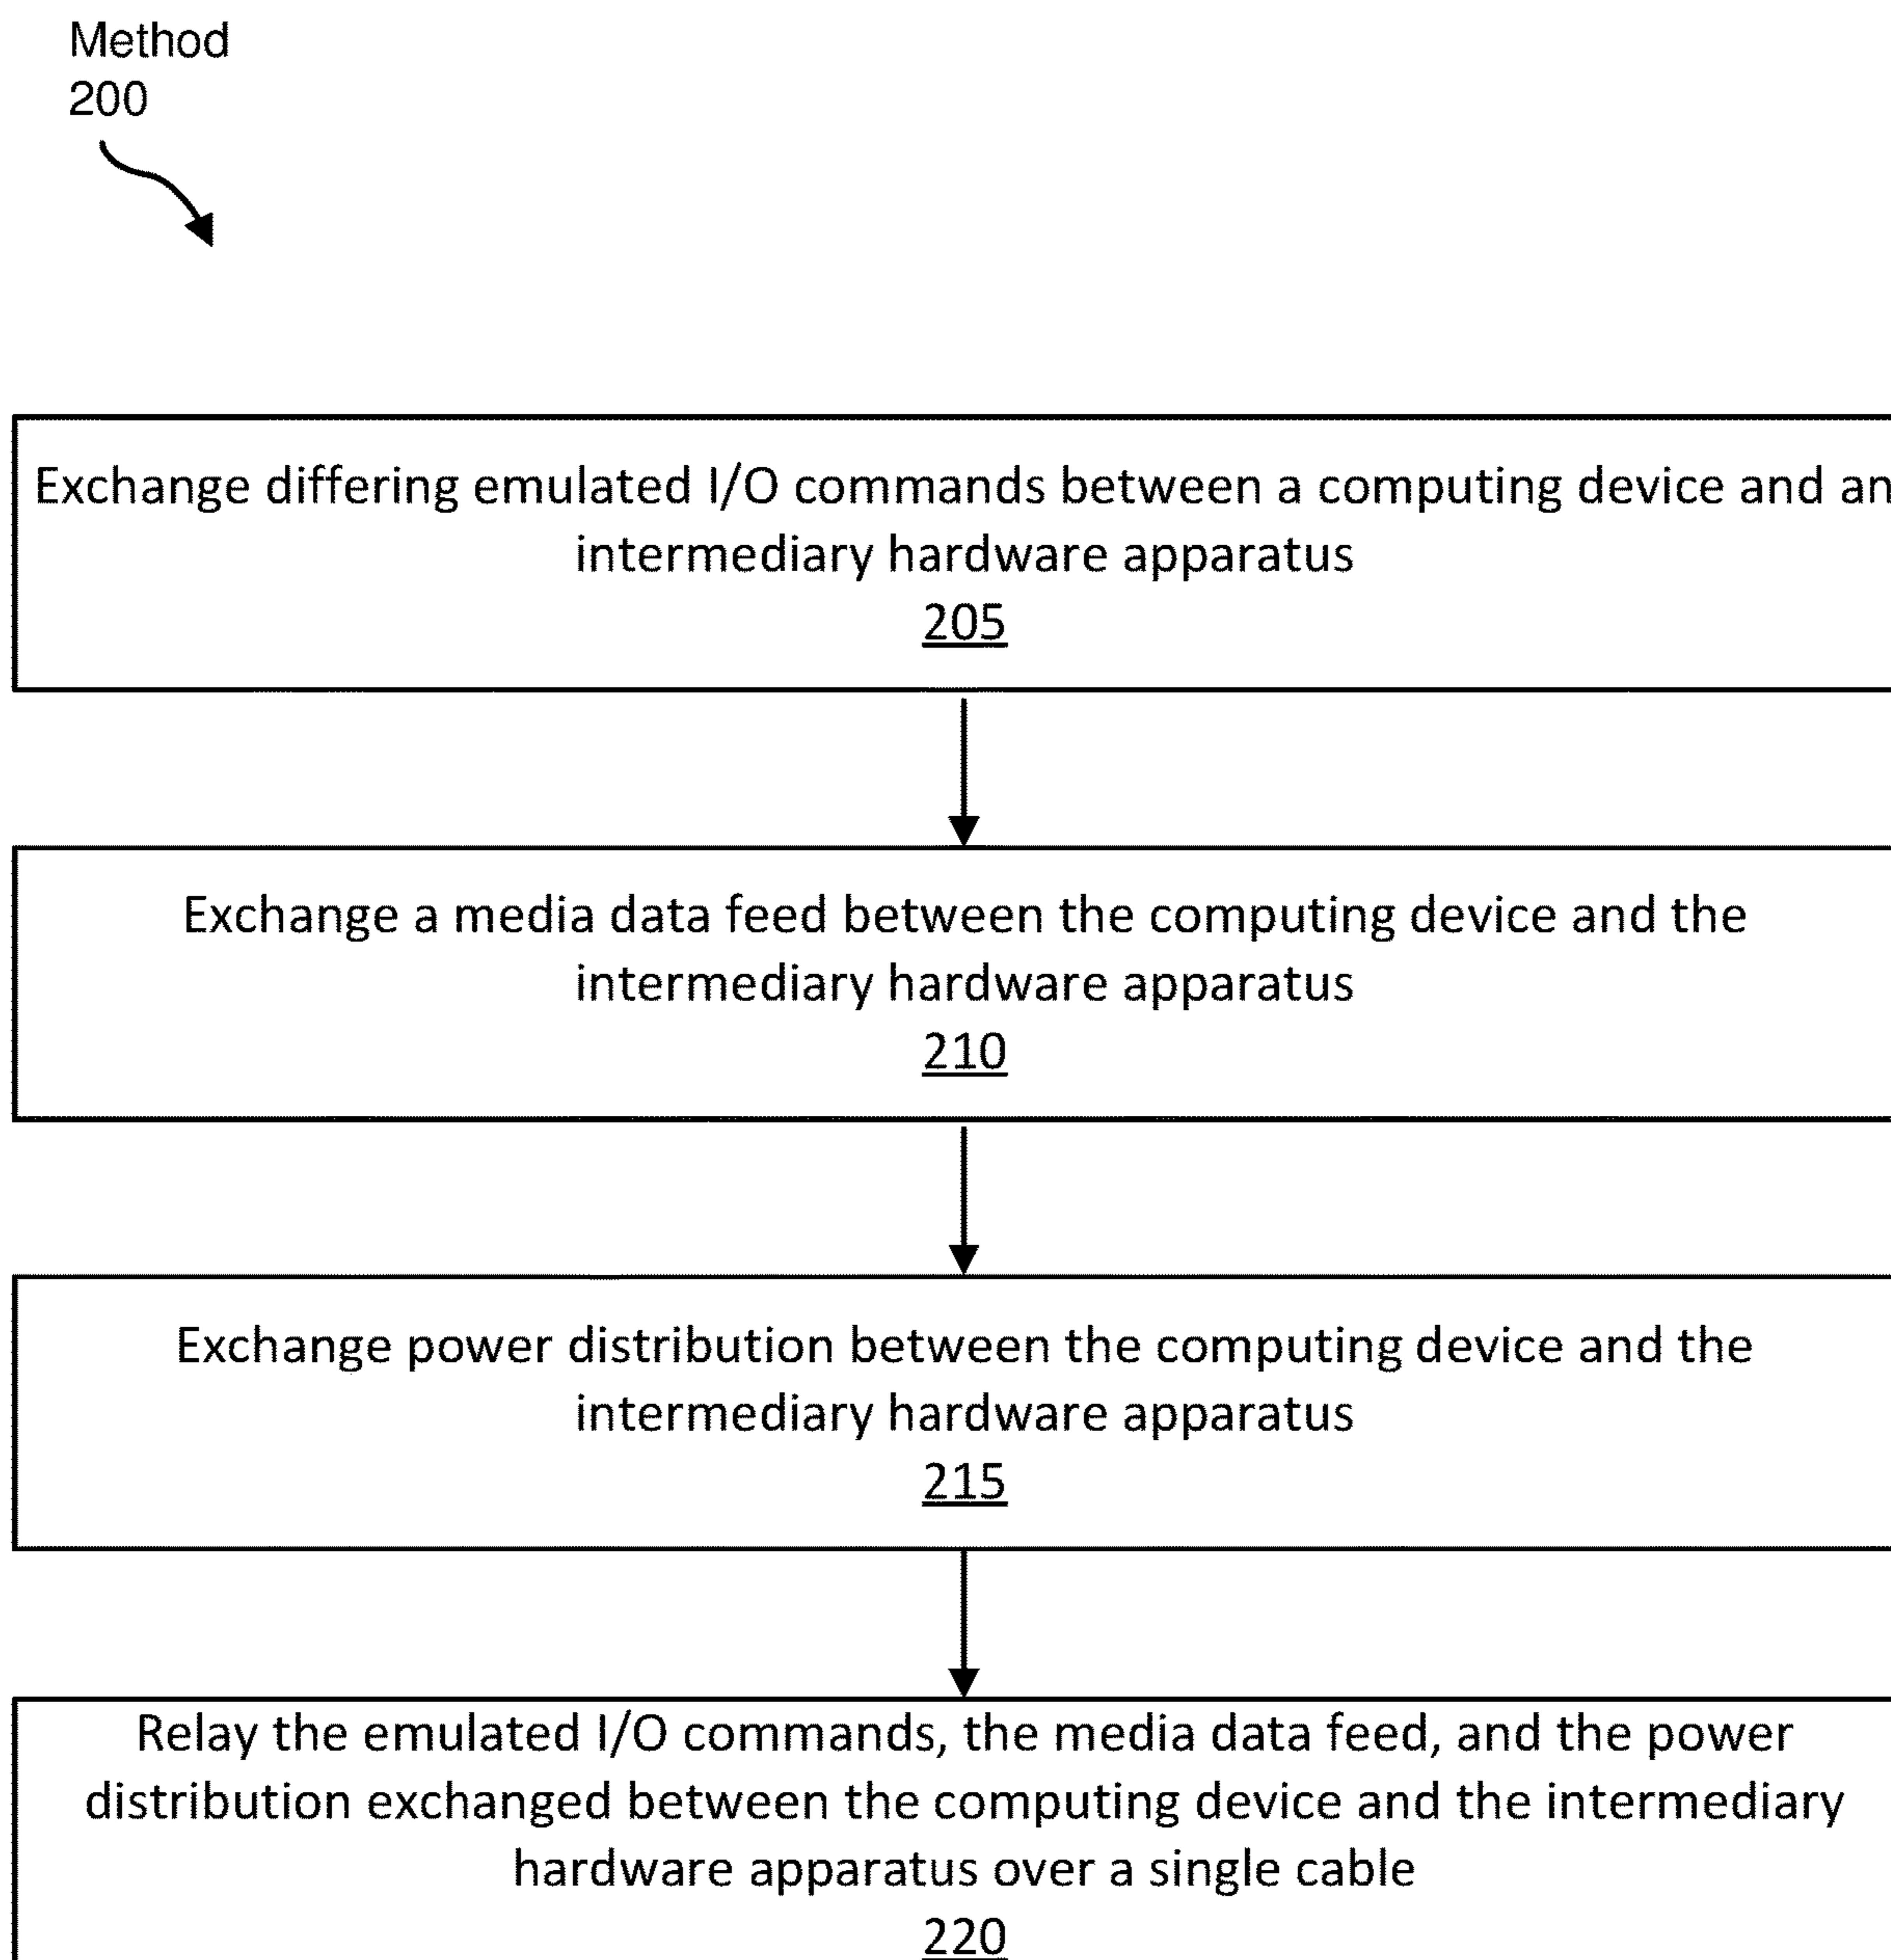 Method
200
Exchange differing emulated I/O commands between a computing device and an
intermediary hardware apparatus
205
Exchange a media data feed between the computing device and the
intermediary hardware apparatus
210
Exchange power distribution between the computing device and the
intermediary hardware apparatus
215
Relay the emulated I/O commands, the media data feed, and the power
distribution exchanged between the computing device and the intermediary
hardware apparatus over a single cable
220